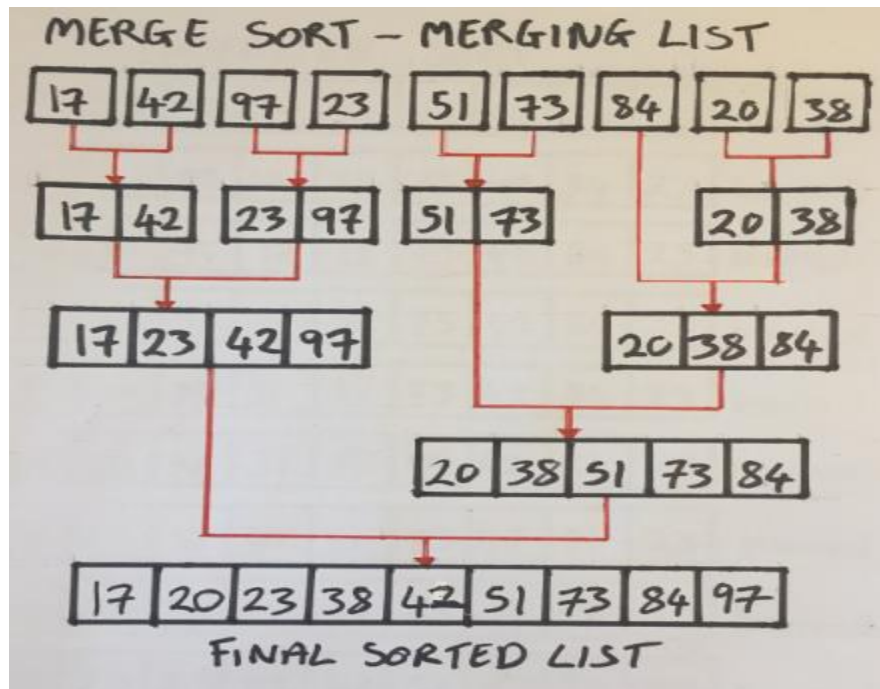 MERGE SORT - MERGING LIST
17 42 97 23 51 73 84 20 38
17 42 23 97 51 73 20 38
17 23 42 97 20 38 84
20 38 51 73 84
17 20 23 38 42 51 73 84 97
FINAL SORTED LIST